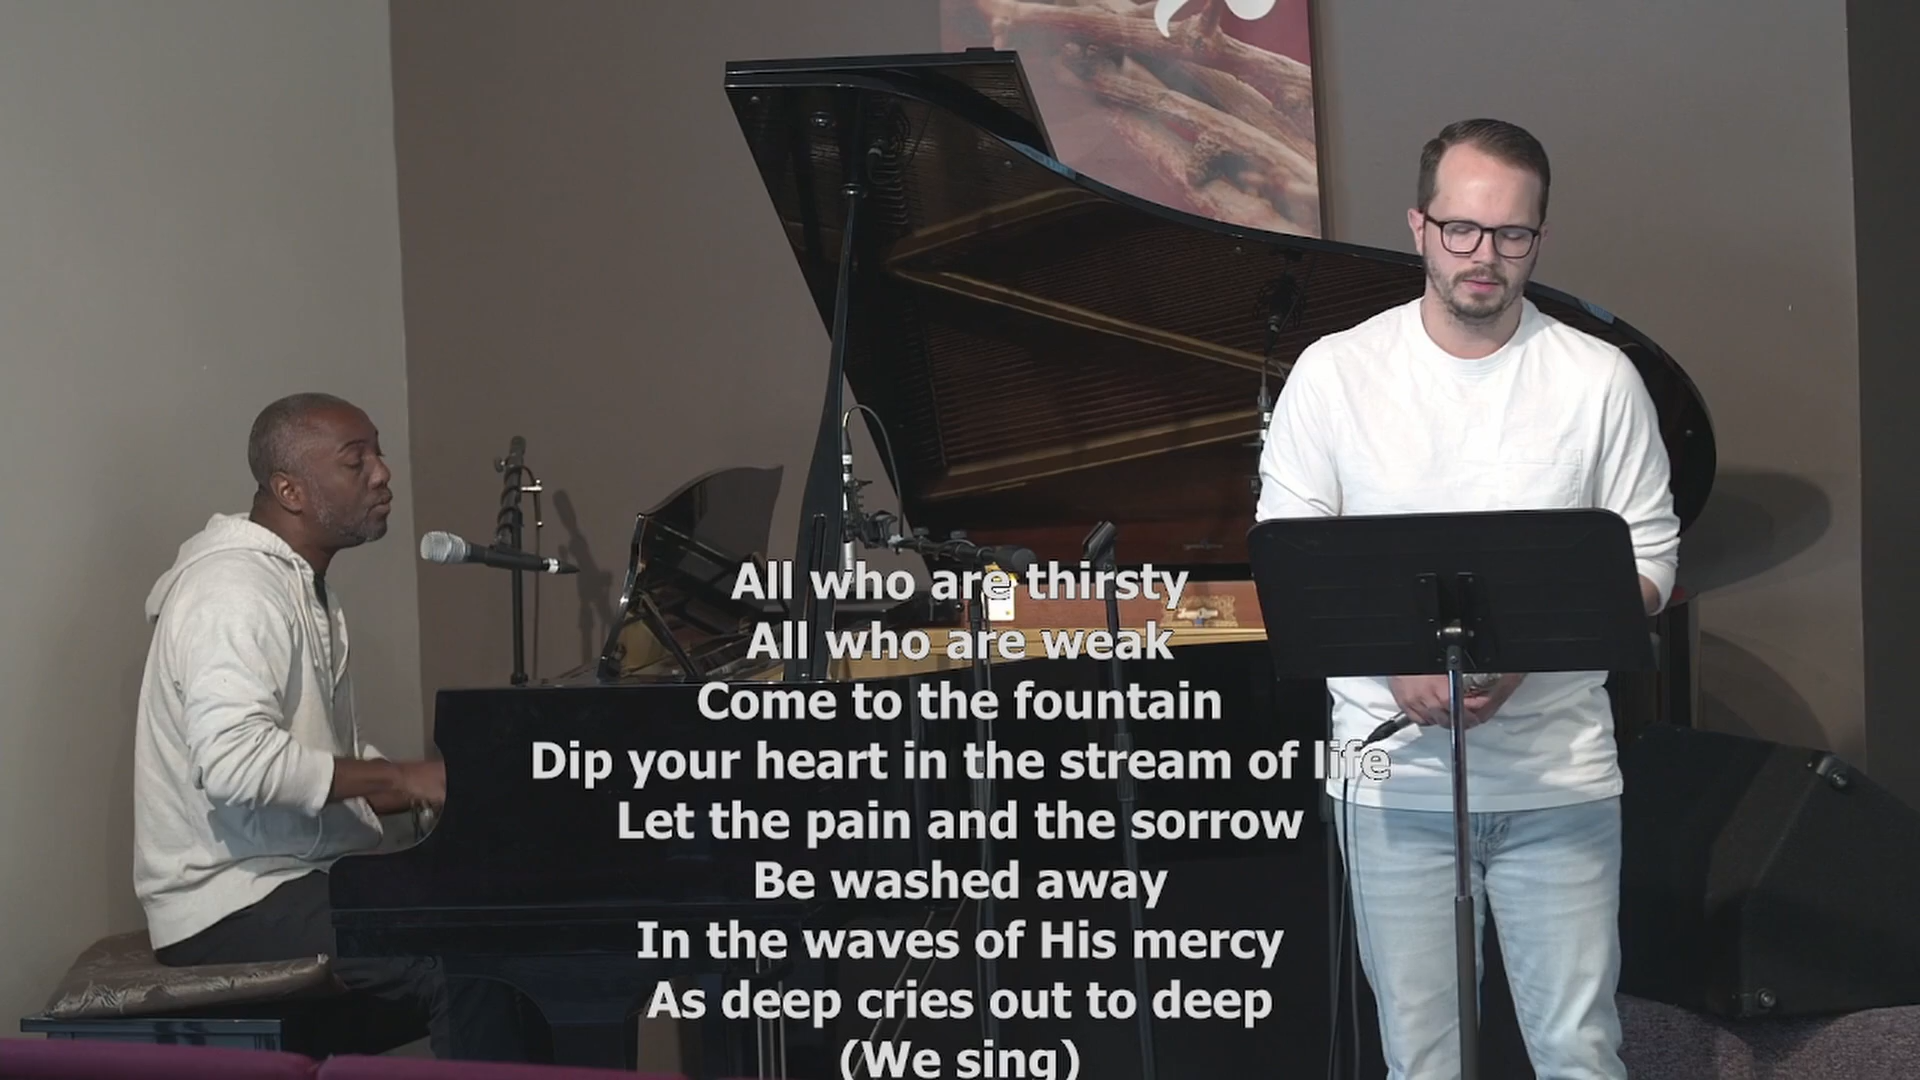 All who are thirsty
All who are weak
Come to the fountain
Dip your heart in the stream of life
Let the pain and the sorrow
Be washed away
In the waves of His mercy
As deep cries out to deep
(We sing)